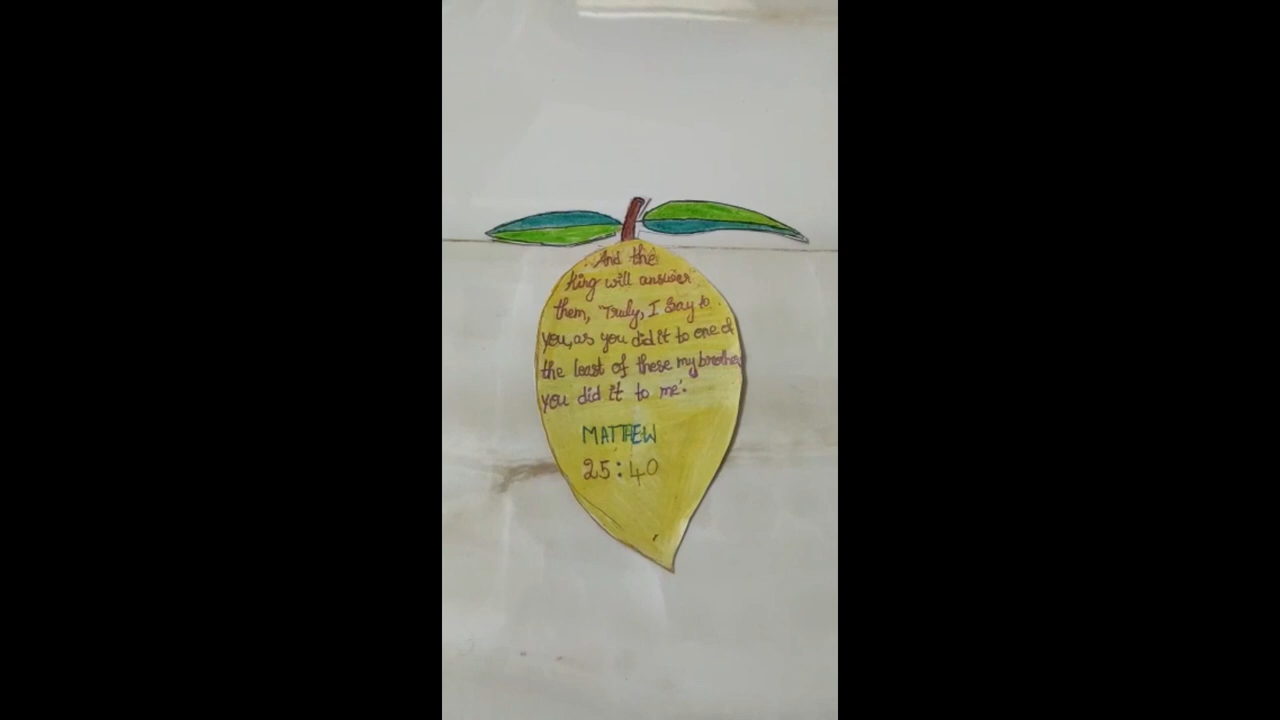 "And the
King will answer
them, "Truly, I Say to
you, as you did it to one of
the least of these my brothers
you did it to me".
MATTHEW
25:40